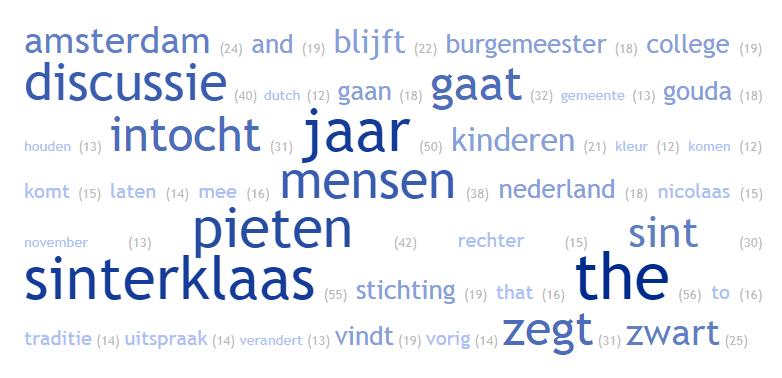 amsterdam (24) and (19) blijft (22) burgemeester (18) college (19)
discussie (40) dutch (12) gaan (18) gaat (32) gemeente (13) gouda (18)
houden (13) intocht (31) jaar (50) kinderen (21) kleur (12) komen (12)
komt (15) laten (14) mee (16) mensen (38) nederland (18) nicolaas (15)
november (13) pieten (42) rechter (15) sint (30)
sinterklaas (55) stichting (19) that (16) the (56) to (16)
traditie (14) uitspraak (14) verandert (13) vindt (19) vorig (14) zegt (31) zwart (25)